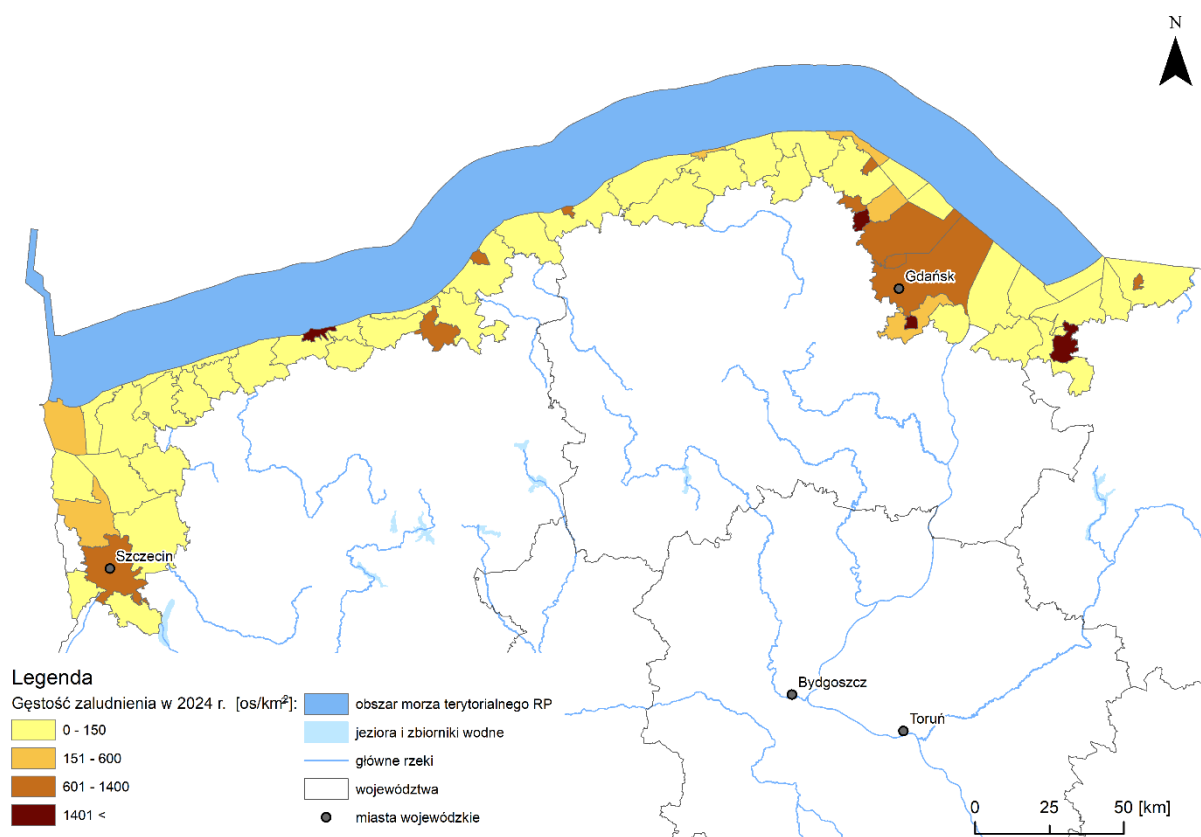 N
Gdańsk
Szczecin
Bydgoszcz
Toruń
Legenda
Gęstość zaludnienia w 2024 r. [os/km²]:
0 - 150
151 - 600
601 - 1400
1401 <
obszar morza terytorialnego RP
jeziora i zbiorniki wodne
główne rzeki
województwa
miasta wojewódzkie
0 25 50 [km]